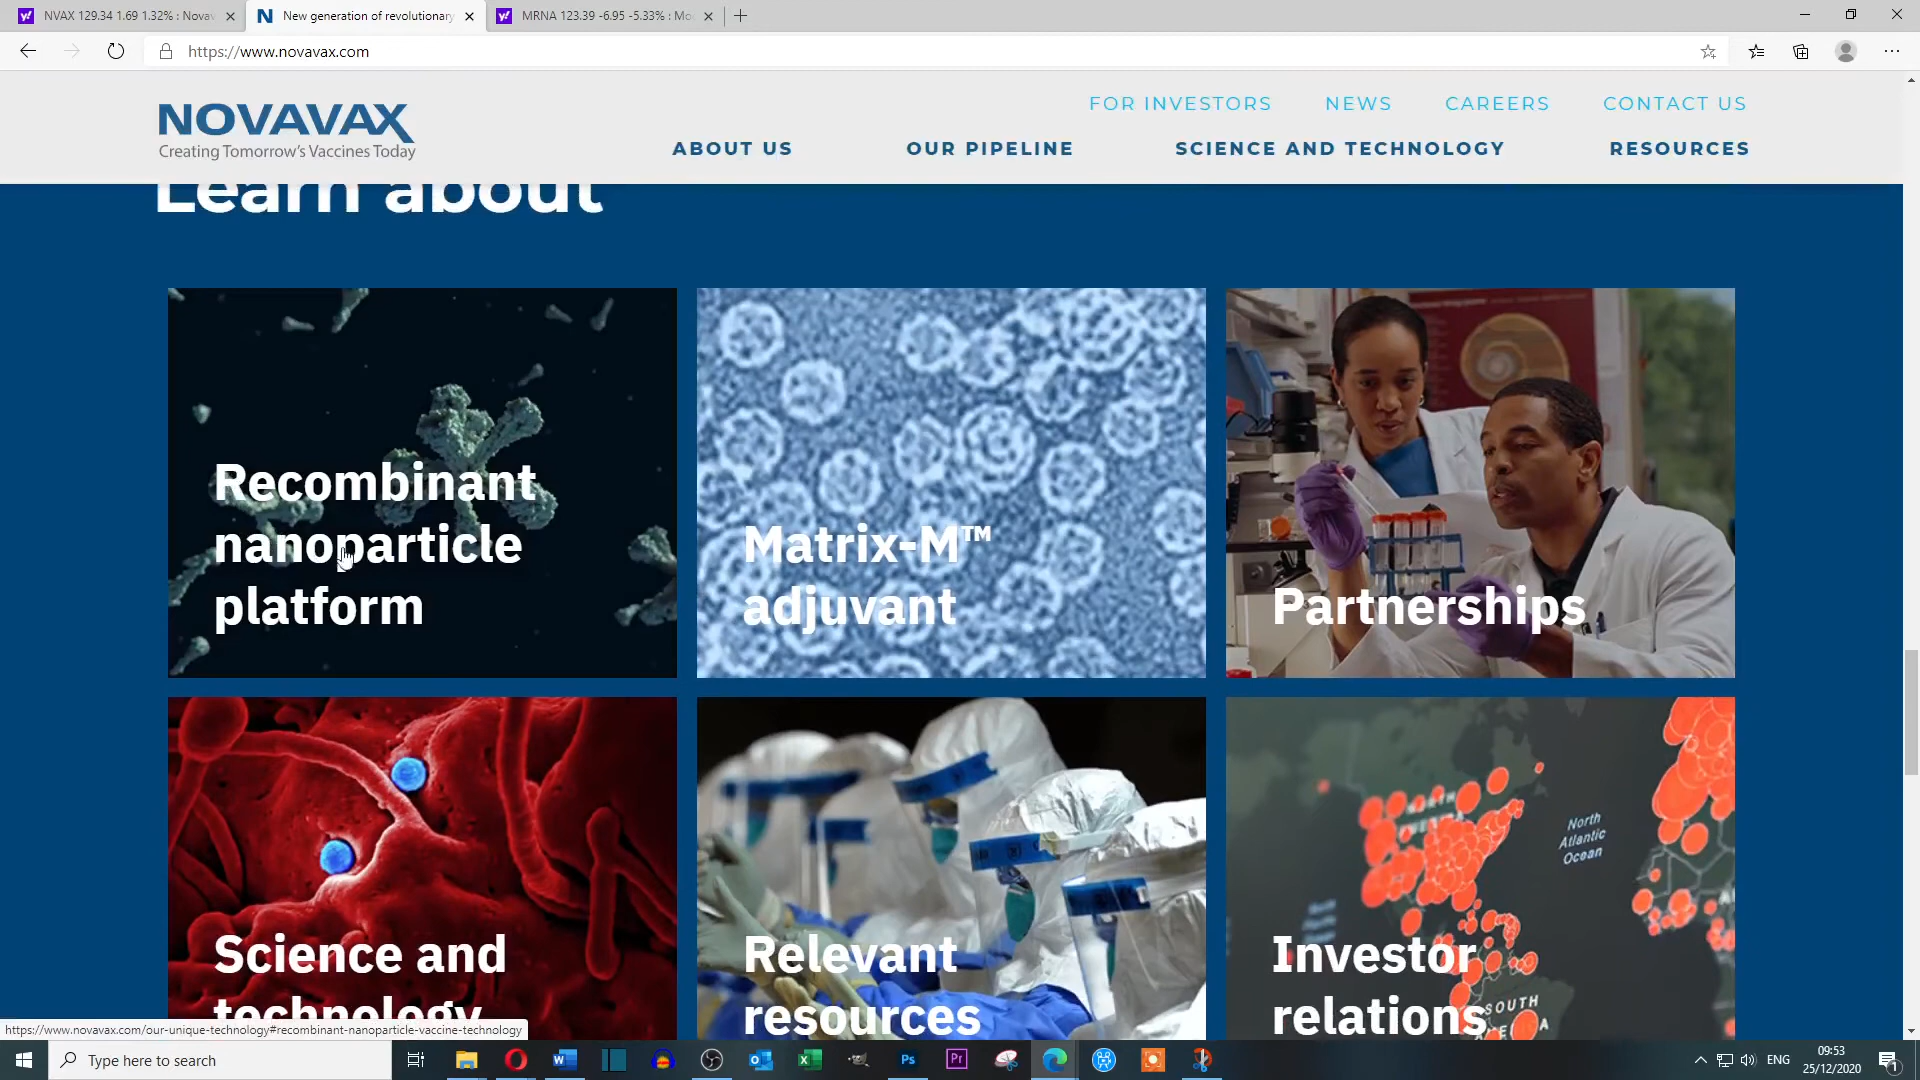 NVAX 129.34 1.69 1.32% : Novav
New generation of revolutionary
MRNA 123.39 -6.95 -5.33% : Mo
https://www.novavax.com
NOVAVAX
Creating Tomorrow's Vaccines Today
FOR INVESTORS
NEWS
CAREERS
CONTACT US
ABOUT US
OUR PIPELINE
SCIENCE AND TECHNOLOGY
RESOURCES
Learn about
Recombinant
nanoparticle
platform
Matrix-M™
adjuvant
Partnerships
Science and
technology
Relevant
resources
North
Atlantic
Ocean
NORTH
SOUTH
Investor
relations
https://www.novavax.com/our-unique-technology#recombinant-nanoparticle-vaccine-technology
Type here to search
ENG
09:53
25/12/2020
1